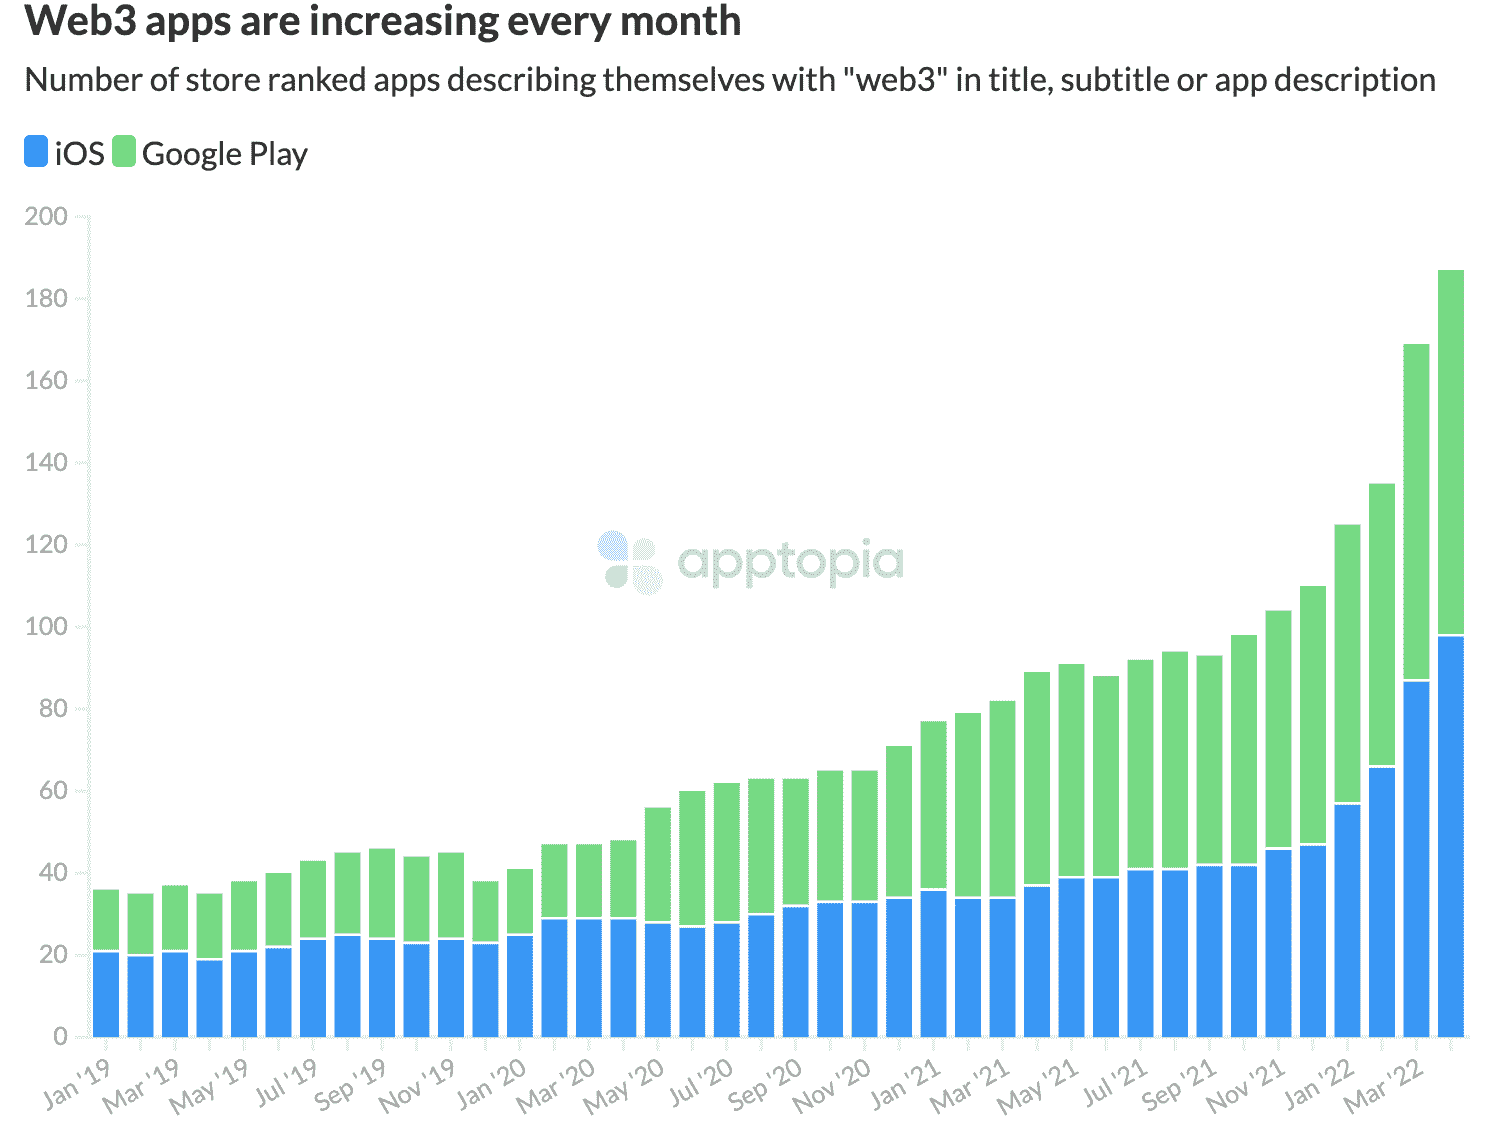 Web3 apps are increasing every month
Number of store ranked apps describing themselves with "web3" in title, subtitle or app description
iOS Google Play
200
180
160
140
120
100
80
60
40
20
0
apptopia
Jan '19 Mar '19 May '19 Jul '19 Sep '19 Nov '19 Jan '20 Mar '20 May '20 Jul '20 Sep '20 Nov '20 Jan '21 Mar '21 May '21 Jul '21 Sep '21 Nov '21 Jan '22 Mar '22